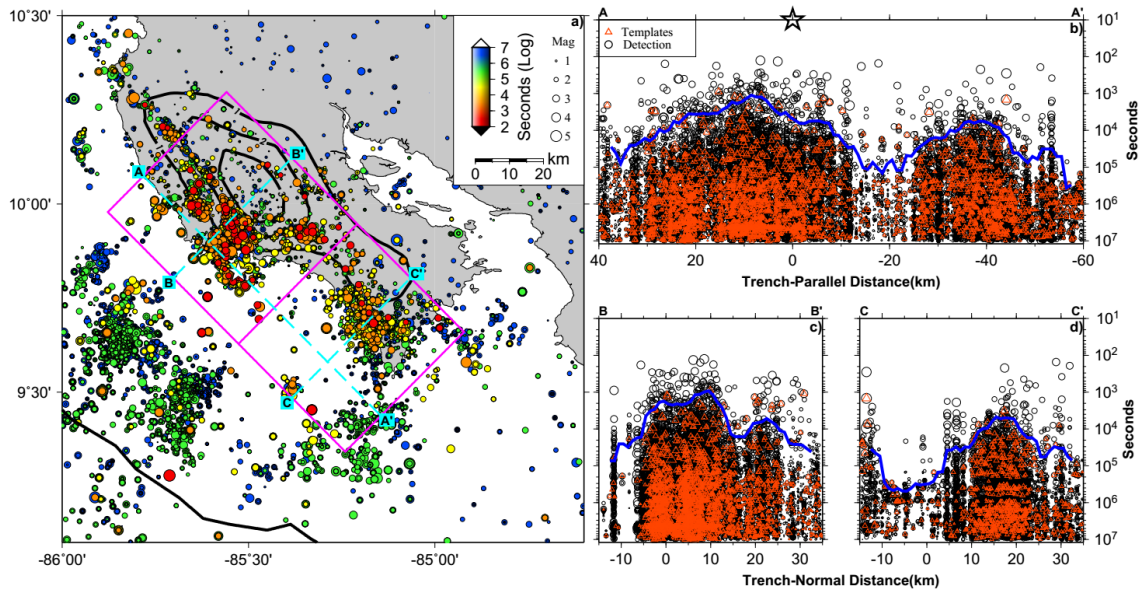 10°30'
10°00'
9°30'
-86°00'
-85°30'
-85°00'
a)
7
6
5
4
3
2
Seconds (Log)
Mag
1
2
3
4
5
km
0 10 20
A
B'
B
C'
C
A'
A
A'
b)
Templates
Detection
10¹
10²
10³
10⁴
10⁵
10⁶
10⁷
Seconds
40 20 0 -20 -40 -60
Trench-Parallel Distance(km)
B
B'
c)
C
C'
d)
10¹
10²
10³
10⁴
10⁵
10⁶
10⁷
Seconds
-10 0 10 20 30
-10 0 10 20 30
Trench-Normal Distance(km)